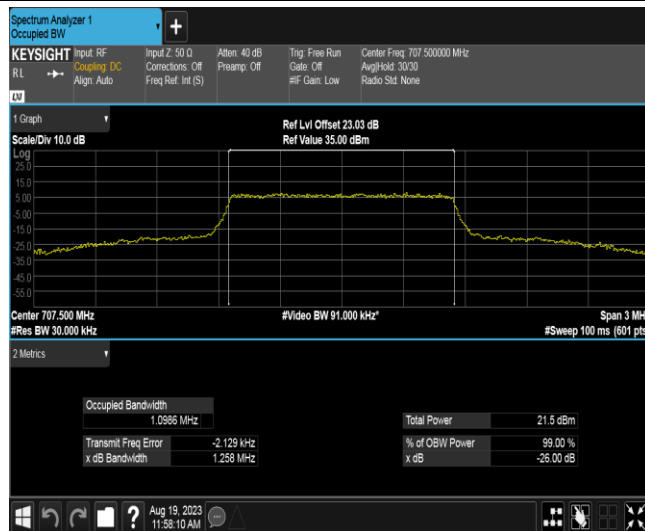 Spectrum Analyzer 1
Occupied BW
+
KEYSIGHT
RL
LXI
Input: RF
Coupling: DC
Align: Auto
Input Z: 50 Ω
Corrections: Off
Freq Ref: Int (S)
Atten: 40 dB
Preamp: Off
Trig: Free Run
Gate: Off
#IF Gain: Low
Center Freq: 707.500000 MHz
Avg|Hold: 30/30
Radio Std: None
1 Graph
Scale/Div 10.0 dB
Ref Lvl Offset 23.03 dB
Ref Value 35.00 dBm
Log
25.0
15.0
5.00
-5.00
-15.0
-25.0
-35.0
-45.0
-55.0
Center 707.500 MHz
#Res BW 30.000 kHz
#Video BW 91.000 kHz*
Span 3 MH
#Sweep 100 ms (601 pts
2 Metrics
Occupied Bandwidth
1.0986 MHz
Transmit Freq Error -2.129 kHz
x dB Bandwidth 1.258 MHz
Total Power 21.5 dBm
% of OBW Power 99.00 %
x dB -26.00 dB
?
Aug 19, 2023
11:58:10 AM